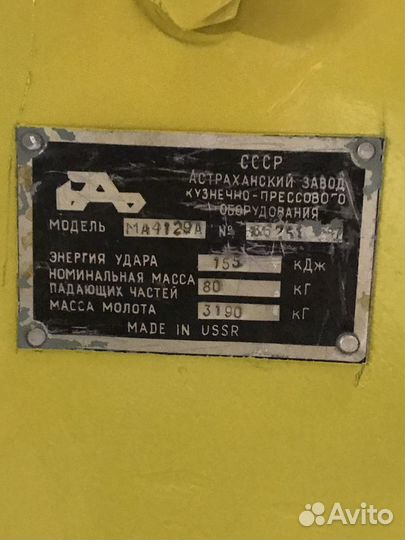 СССР
АСТРАХАНСКИЙ ЗАВОД
КУЗНЕЧНО-ПРЕССОВОГО
ОБОРУДОВАНИЯ
МОДЕЛЬ МА4129А №
ЭНЕРГИЯ УДАРА кДж
НОМИНАЛЬНАЯ МАССА
ПАДАЮЩИХ ЧАСТЕЙ 80 кГ
МАССА МОЛОТА 3190 кГ
MADE IN USSR
Avito